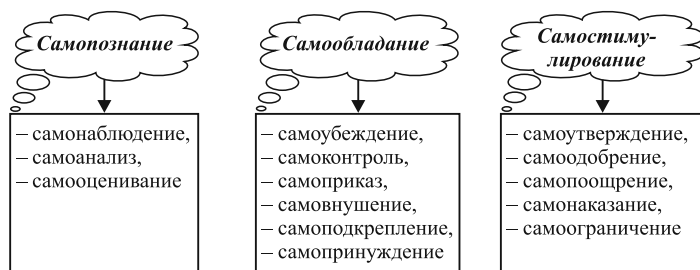 Самопознание
– самонаблюдение,
– самоанализ,
– самооценивание
Самообладание
– самоубеждение,
– самоконтроль,
– самоприказ,
– самовнушение,
– самоподкрепление,
– самопринуждение
Самостиму-
лирование
– самоутверждение,
– самоодобрение,
– самопоощрение,
– самонаказание,
– самоограничение